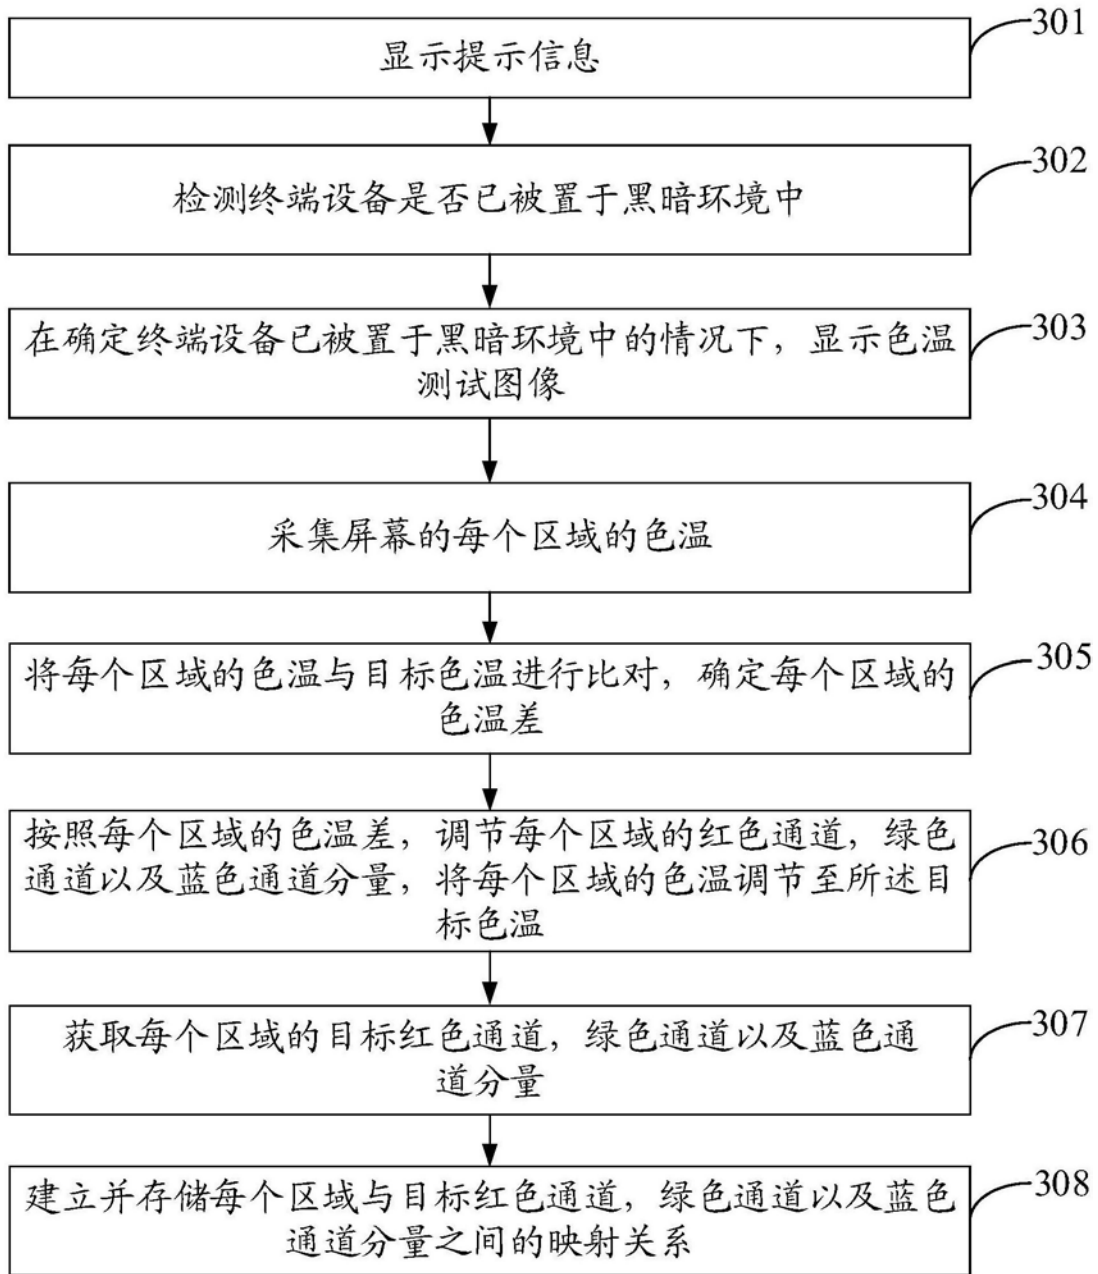 301
显示提示信息
302
检测终端设备是否已被置于黑暗环境中
303
在确定终端设备已被置于黑暗环境中的情况下，显示色温
测试图像
304
采集屏幕的每个区域的色温
305
将每个区域的色温与目标色温进行比对，确定每个区域的
色温差
306
按照每个区域的色温差，调节每个区域的红色通道，绿色
通道以及蓝色通道分量，将每个区域的色温调节至所述目
标色温
307
获取每个区域的目标红色通道，绿色通道以及蓝色通
道分量
308
建立并存储每个区域与目标红色通道，绿色通道以及蓝色
通道分量之间的映射关系